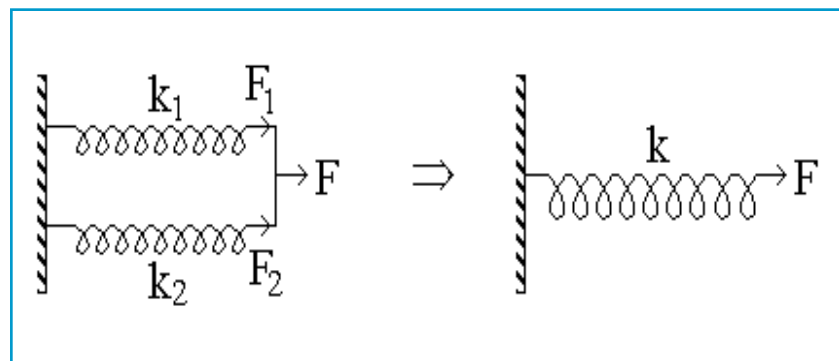 k₁
F₁
F
k₂
F₂
⇒
k
F